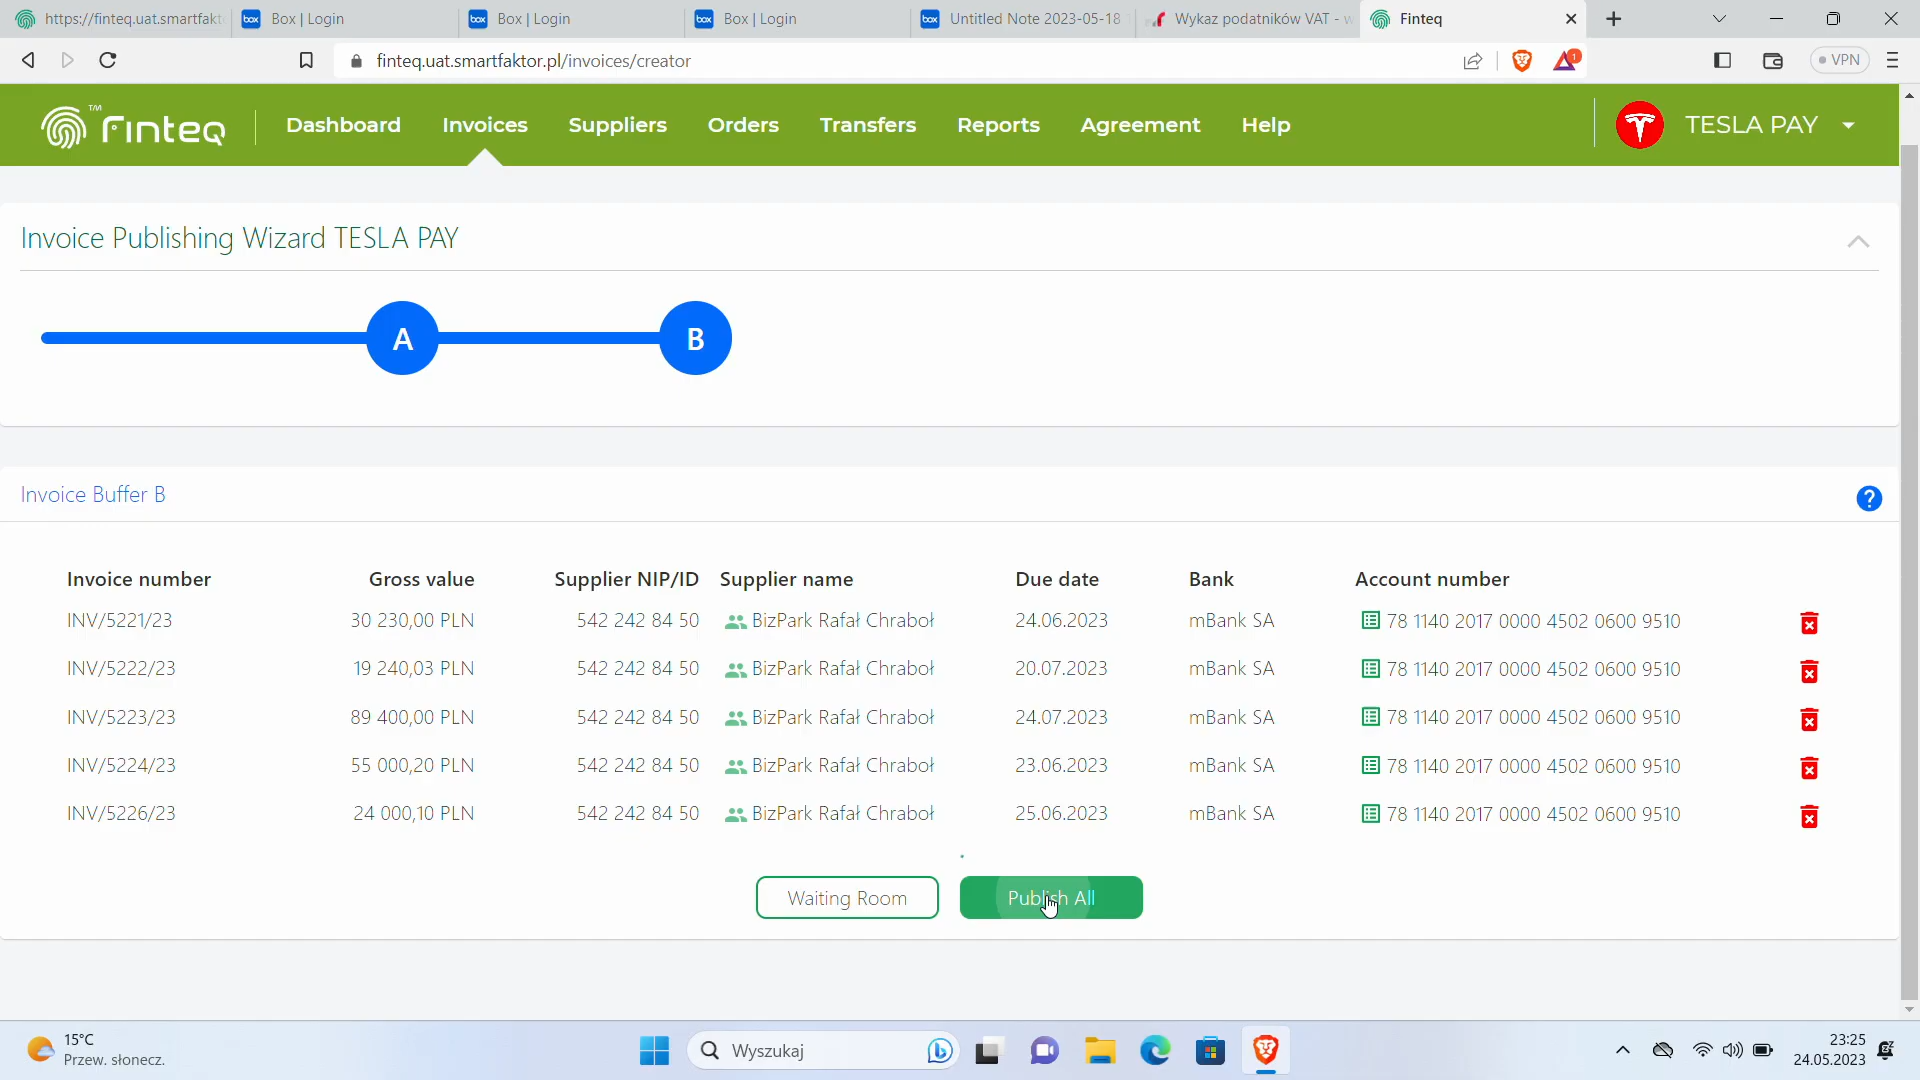 https://finteq.uat.smartfakt
Box | Login
Box | Login
Box | Login
Untitled Note 2023-05-18
Wykaz podatników VAT - w
Finteq
finteq.uat.smartfaktor.pl/invoices/creator
1
VPN
finteq™
Dashboard
Invoices
Suppliers
Orders
Transfers
Reports
Agreement
Help
TESLA PAY
Invoice Publishing Wizard TESLA PAY
A
B
Invoice Buffer B
?
Invoice number Gross value Supplier NIP/ID Supplier name Due date Bank Account number
INV/5221/23 30 230,00 PLN 542 242 84 50 BizPark Rafał Chraboł 24.06.2023 mBank SA 78 1140 2017 0000 4502 0600 9510
INV/5222/23 19 240,03 PLN 542 242 84 50 BizPark Rafał Chraboł 20.07.2023 mBank SA 78 1140 2017 0000 4502 0600 9510
INV/5223/23 89 400,00 PLN 542 242 84 50 BizPark Rafał Chraboł 24.07.2023 mBank SA 78 1140 2017 0000 4502 0600 9510
INV/5224/23 55 000,20 PLN 542 242 84 50 BizPark Rafał Chraboł 23.06.2023 mBank SA 78 1140 2017 0000 4502 0600 9510
INV/5226/23 24 000,10 PLN 542 242 84 50 BizPark Rafał Chraboł 25.06.2023 mBank SA 78 1140 2017 0000 4502 0600 9510
Waiting Room
Publish All
15°C
Przew. słonecz.
Wyszukaj
23:25
24.05.2023